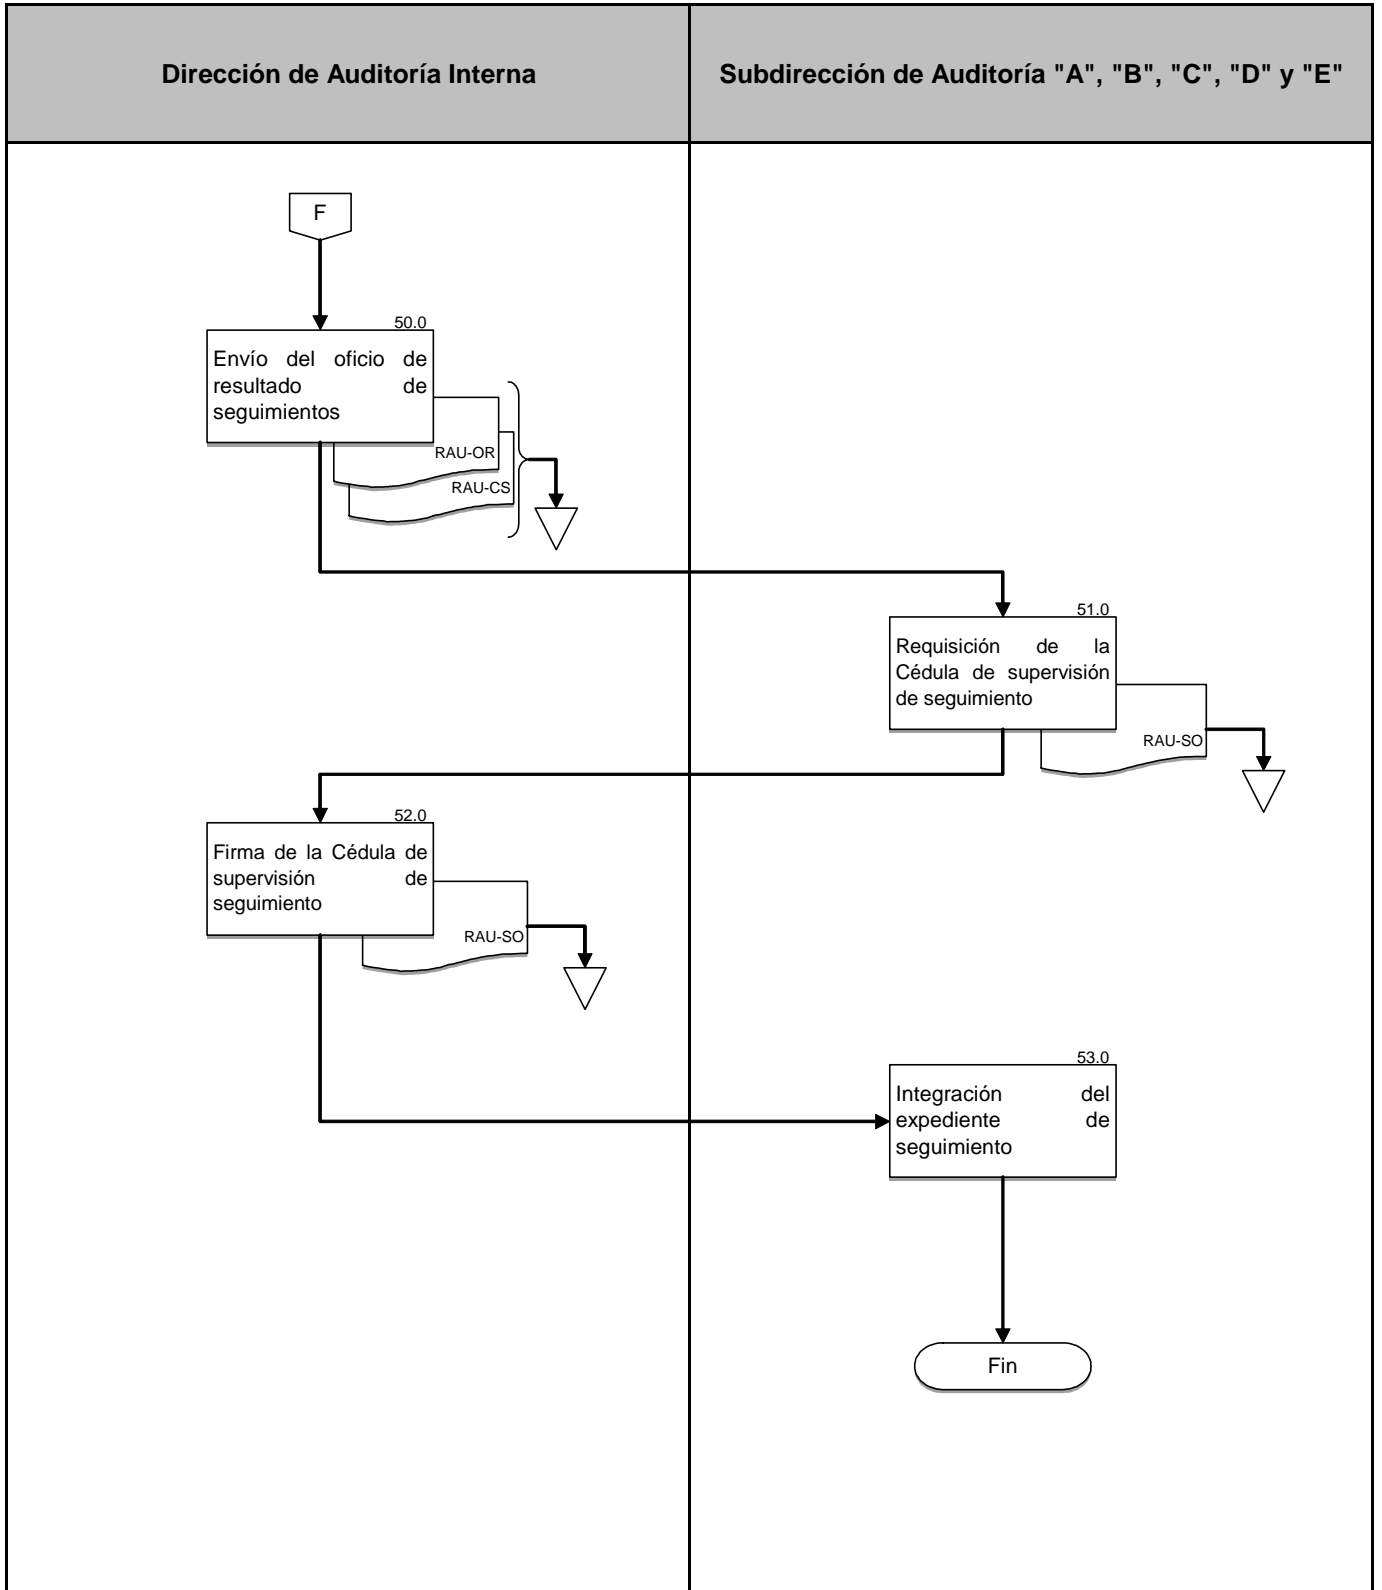 Dirección de Auditoría Interna
Subdirección de Auditoría "A", "B", "C", "D" y "E"
F
50.0
Envío del oficio de
resultado de
seguimientos
RAU-OR
RAU-CS
51.0
Requisición de la
Cédula de supervisión
de seguimiento
RAU-SO
52.0
Firma de la Cédula de
supervisión de
seguimiento
RAU-SO
53.0
Integración del
expediente de
seguimiento
Fin